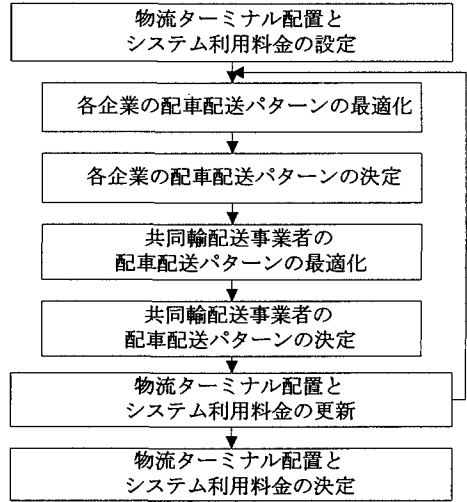 物流ターミナル配置と
システム利用料金の設定
各企業の配車配送パターンの最適化
各企業の配車配送パターンの決定
共同輸配送事業者の
配車配送パターンの最適化
共同輸配送事業者の
配車配送パターンの決定
物流ターミナル配置と
システム利用料金の更新
物流ターミナル配置と
システム利用料金の決定